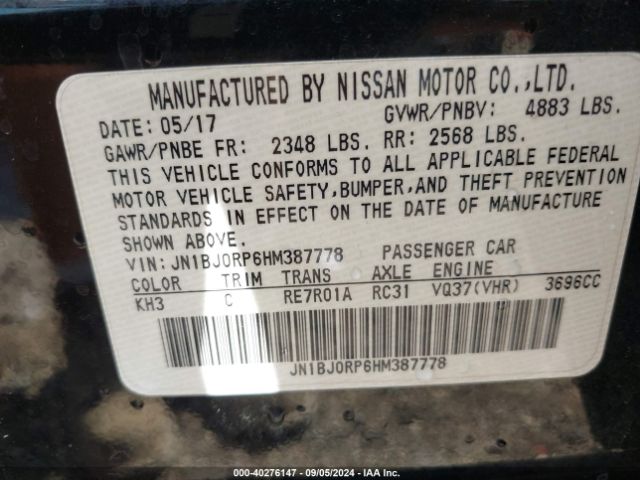 MANUFACTURED BY NISSAN MOTOR CO.,LTD.
DATE: 05/17 GVWR/PNBV: 4883 LBS.
GAWR/PNBE FR: 2348 LBS. RR: 2568 LBS.
THIS VEHICLE CONFORMS TO ALL APPLICABLE FEDERAL
MOTOR VEHICLE SAFETY,BUMPER,AND THEFT PREVENTION
STANDARDS IN EFFECT ON THE DATE OF MANUFACTURE
SHOWN ABOVE.
VIN: JN1BJ0RP6HM387778 PASSENGER CAR
COLOR TRIM TRANS AXLE ENGINE
KH3 C RE7R01A RC31 VQ37(VHR) 3696CC
JN1BJ0RP6HM387778
000-40276147 - 09/05/2024 - IAA Inc.